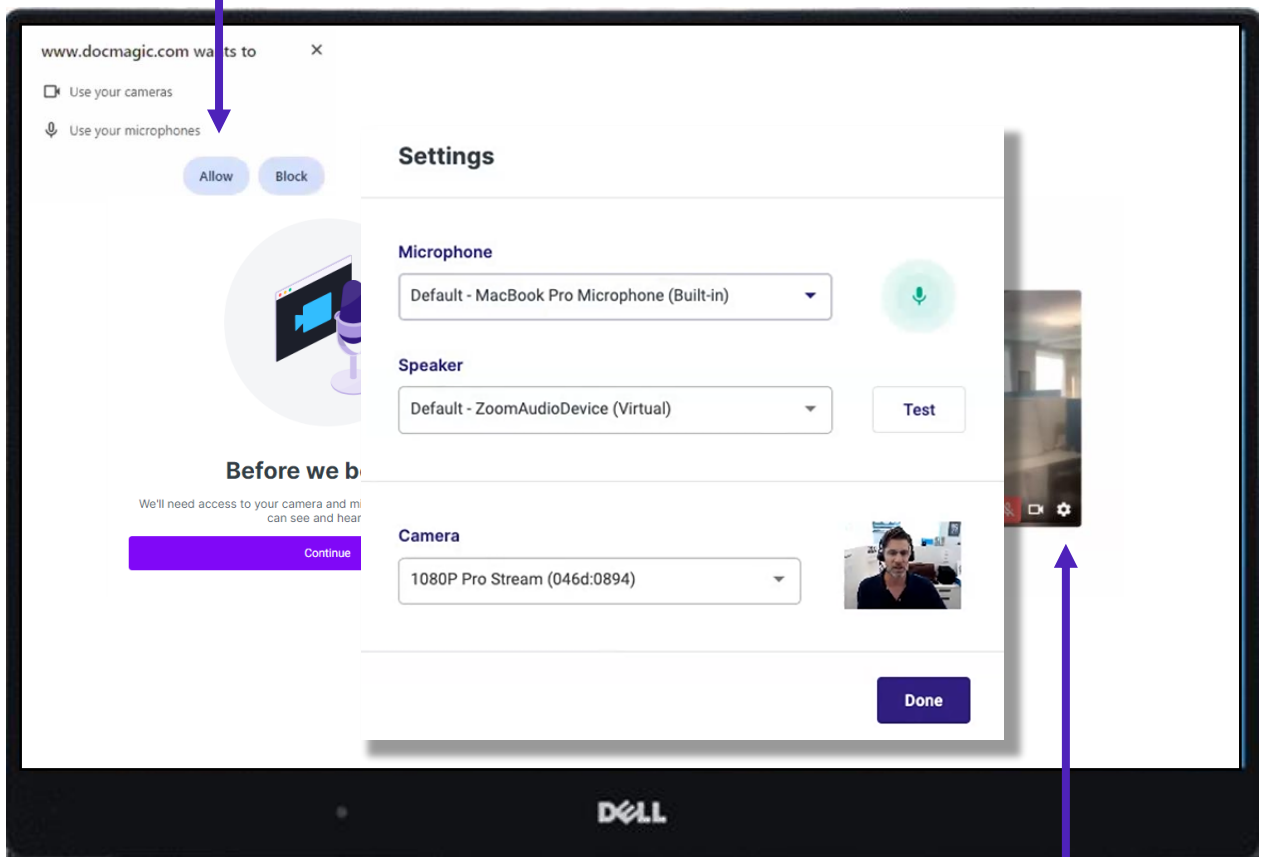 www.docmagic.com wants to
Use your cameras
Use your microphones
Allow
Block
Before we b
We'll need access to your camera and mi
can see and hear
Continue
Settings
Microphone
Default - MacBook Pro Microphone (Built-in)
Speaker
Default - ZoomAudioDevice (Virtual)
Test
Camera
1080P Pro Stream (046d:0894)
Done
DELL